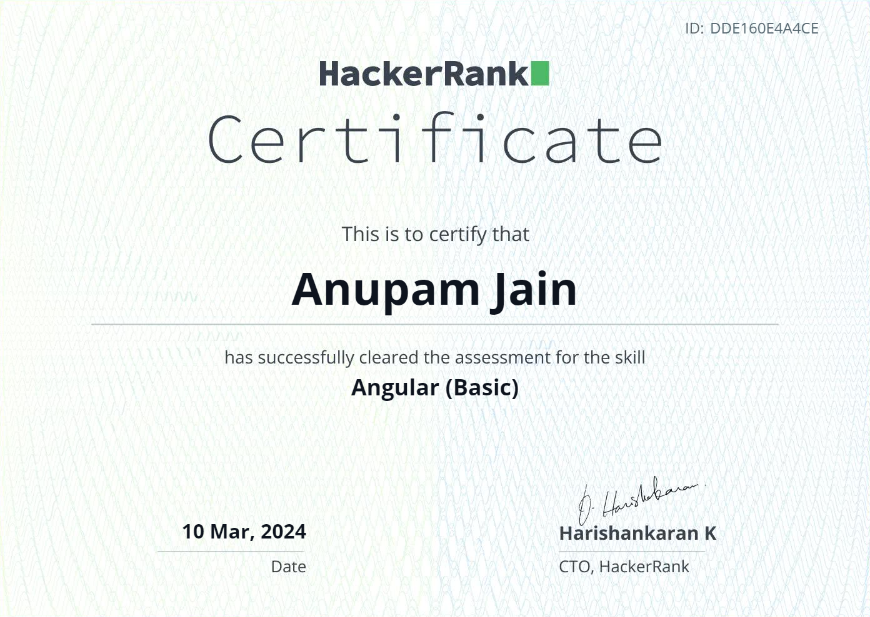 ID: DDE160E4A4CE
HackerRank
Certificate
This is to certify that
Anupam Jain
has successfully cleared the assessment for the skill
Angular (Basic)
10 Mar, 2024
Date
Harishankaran K
CTO, HackerRank